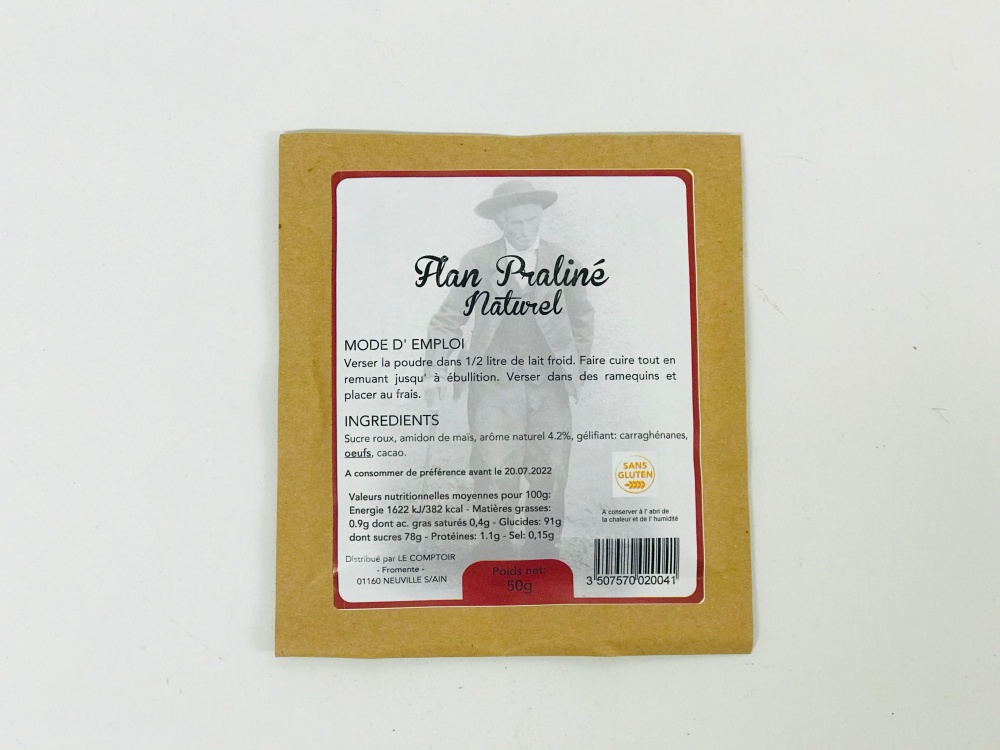 Flan Praliné
Naturel
MODE D' EMPLOI
Verser la poudre dans 1/2 litre de lait froid. Faire cuire tout en
remuant jusqu' à ébullition. Verser dans des ramequins et
placer au frais.
INGREDIENTS
Sucre roux, amidon de maïs, arôme naturel 4.2%, gélifiant: carraghénanes,
oeufs, cacao.
A consommer de préférence avant le 20.07.2022
SANS
GLUTEN
Valeurs nutritionnelles moyennes pour 100g:
Energie 1622 kJ/382 kcal - Matières grasses:
0.9g dont ac. gras saturés 0,4g - Glucides: 91g
dont sucres 78g - Protéines: 1.1g - Sel: 0,15g
A conserver à l' abri de
la chaleur et de l' humidité
Distribué par LE COMPTOIR
- Fromente -
01160 NEUVILLE S/AIN
Poids net:
50g
3 507570 020041